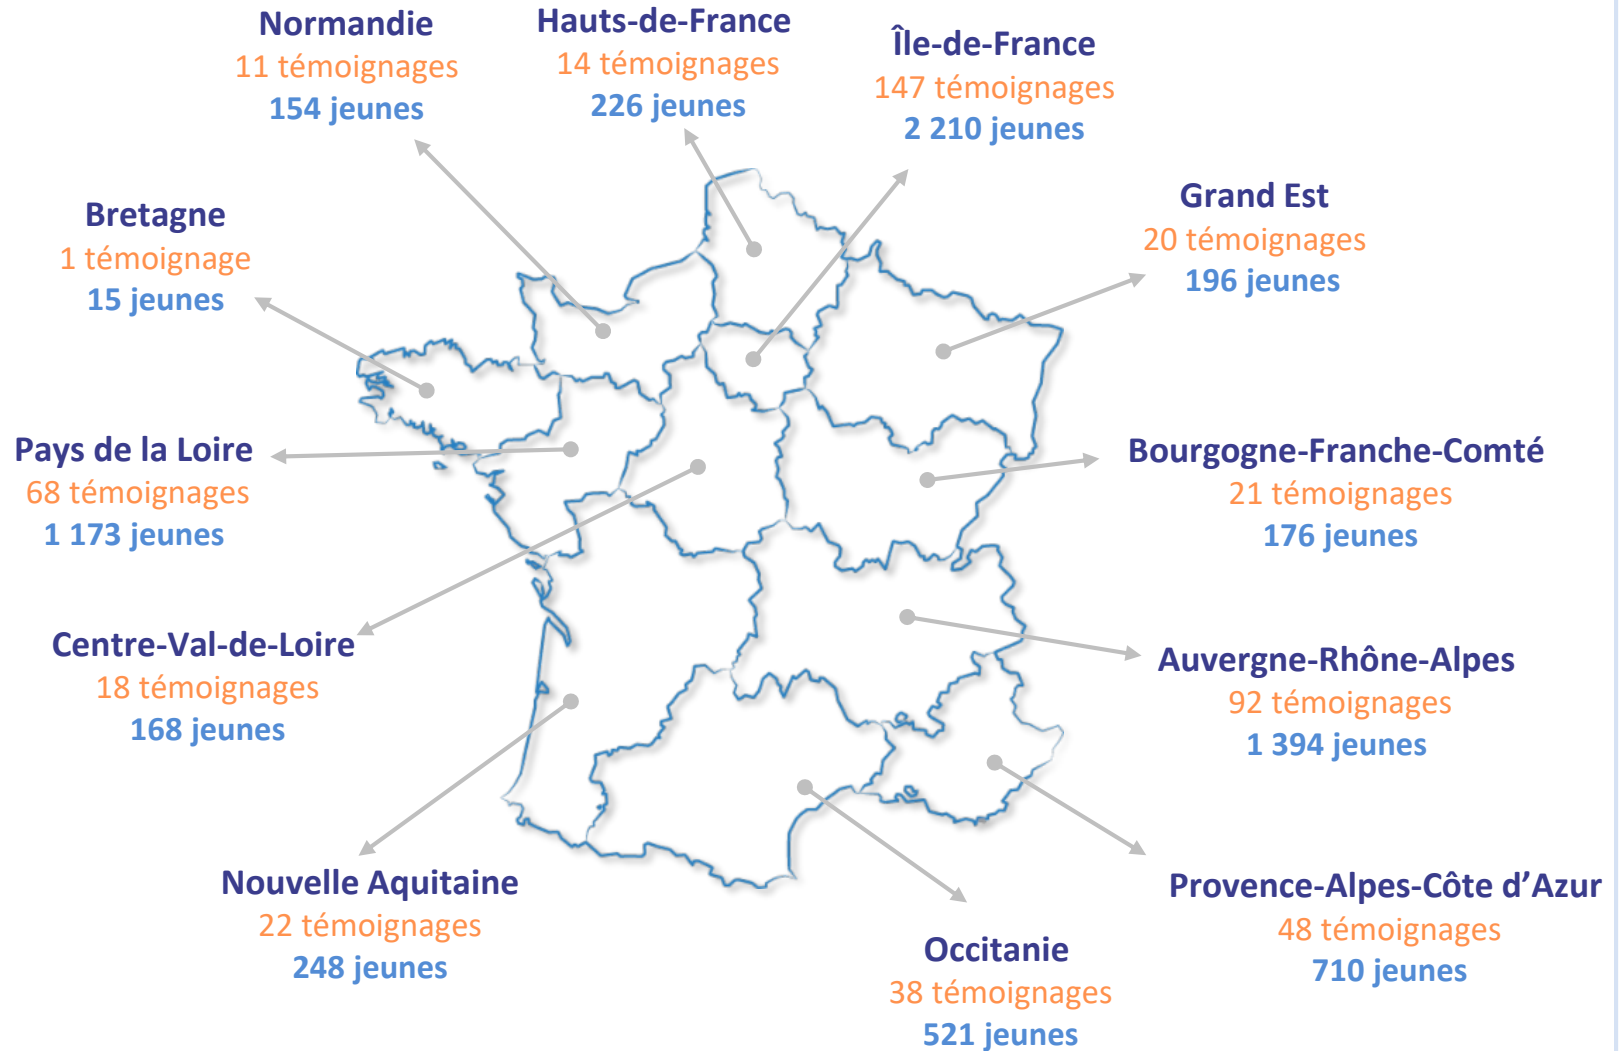 Normandie
11 témoignages
154 jeunes
Hauts-de-France
14 témoignages
226 jeunes
Île-de-France
147 témoignages
2 210 jeunes
Bretagne
1 témoignage
15 jeunes
Grand Est
20 témoignages
196 jeunes
Pays de la Loire
68 témoignages
1 173 jeunes
Bourgogne-Franche-Comté
21 témoignages
176 jeunes
Centre-Val-de-Loire
18 témoignages
168 jeunes
Auvergne-Rhône-Alpes
92 témoignages
1 394 jeunes
Nouvelle Aquitaine
22 témoignages
248 jeunes
Occitanie
38 témoignages
521 jeunes
Provence-Alpes-Côte d’Azur
48 témoignages
710 jeunes